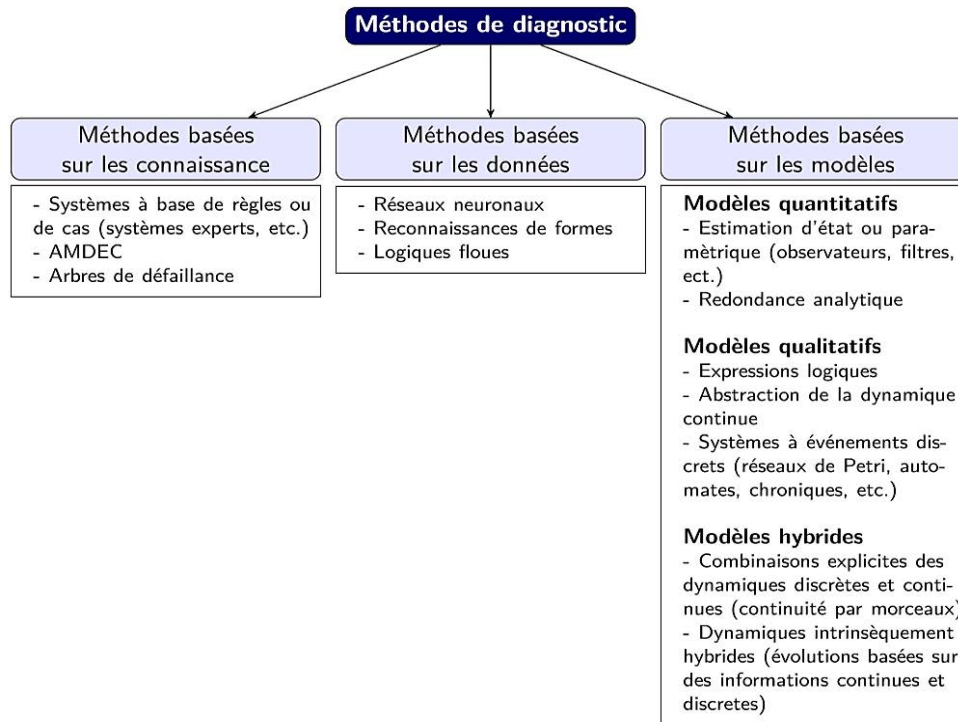 Méthodes de diagnostic
Méthodes basées
sur les connaissance
- Systèmes à base de règles ou
de cas (systèmes experts, etc.)
- AMDEC
- Arbres de défaillance
Méthodes basées
sur les données
- Réseaux neuronaux
- Reconnaissances de formes
- Logiques floues
Méthodes basées
sur les modèles
Modèles quantitatifs
- Estimation d'état ou para-
mètrique (observateurs, filtres,
ect.)
- Redondance analytique
Modèles qualitatifs
- Expressions logiques
- Abstraction de la dynamique
continue
- Systèmes à événements dis-
crets (réseaux de Petri, auto-
mates, chroniques, etc.)
Modèles hybrides
- Combinaisons explicites des
dynamiques discrètes et conti-
nues (continuité par morceaux)
- Dynamiques intrinsèquement
hybrides (évolutions basées sur
des informations continues et
discretes)